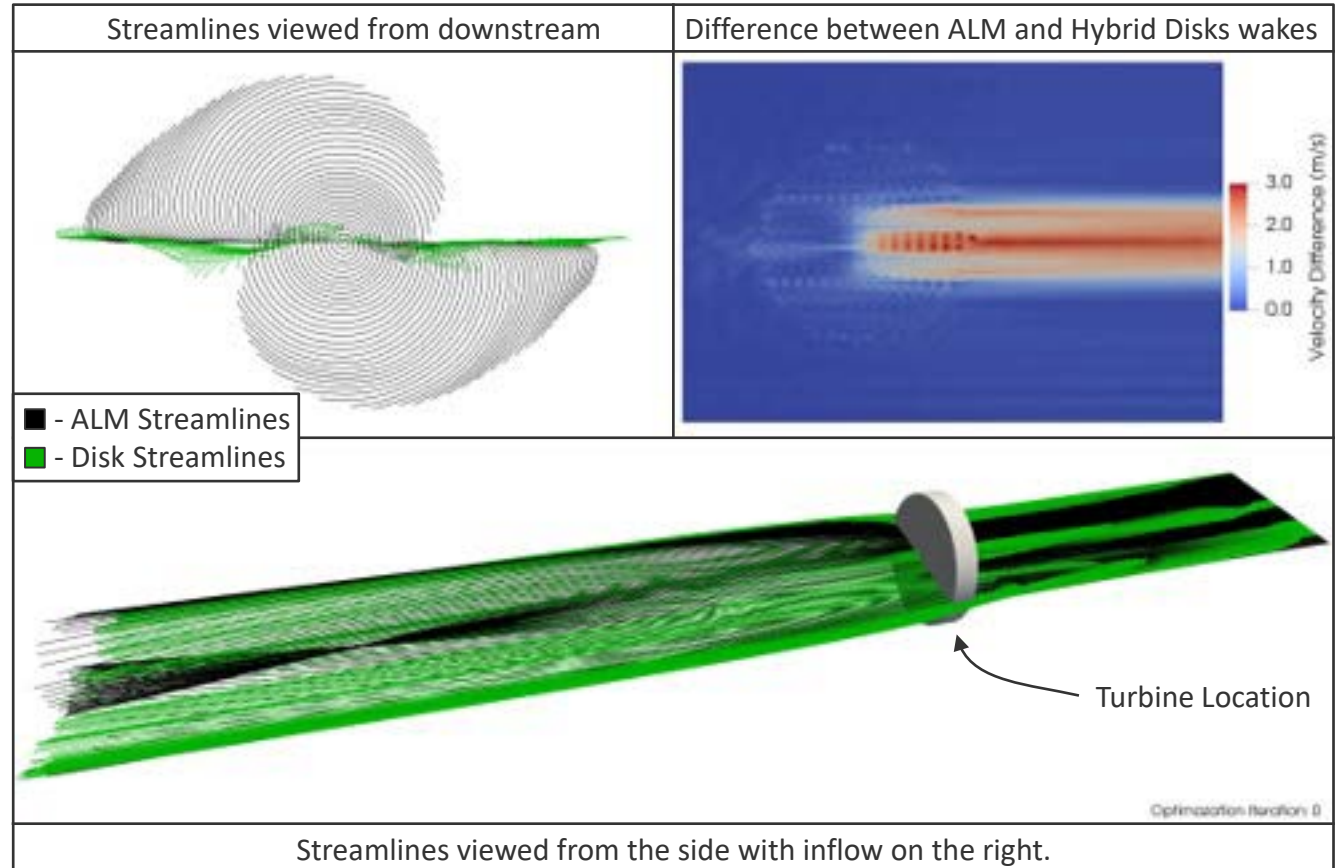 Streamlines viewed from downstream
Difference between ALM and Hybrid Disks wakes
3.0
2.0
1.0
0.0
Velocity Difference (m/s)
- ALM Streamlines
- Disk Streamlines
Turbine Location
Optimazation Iteration: 0
Streamlines viewed from the side with inflow on the right.